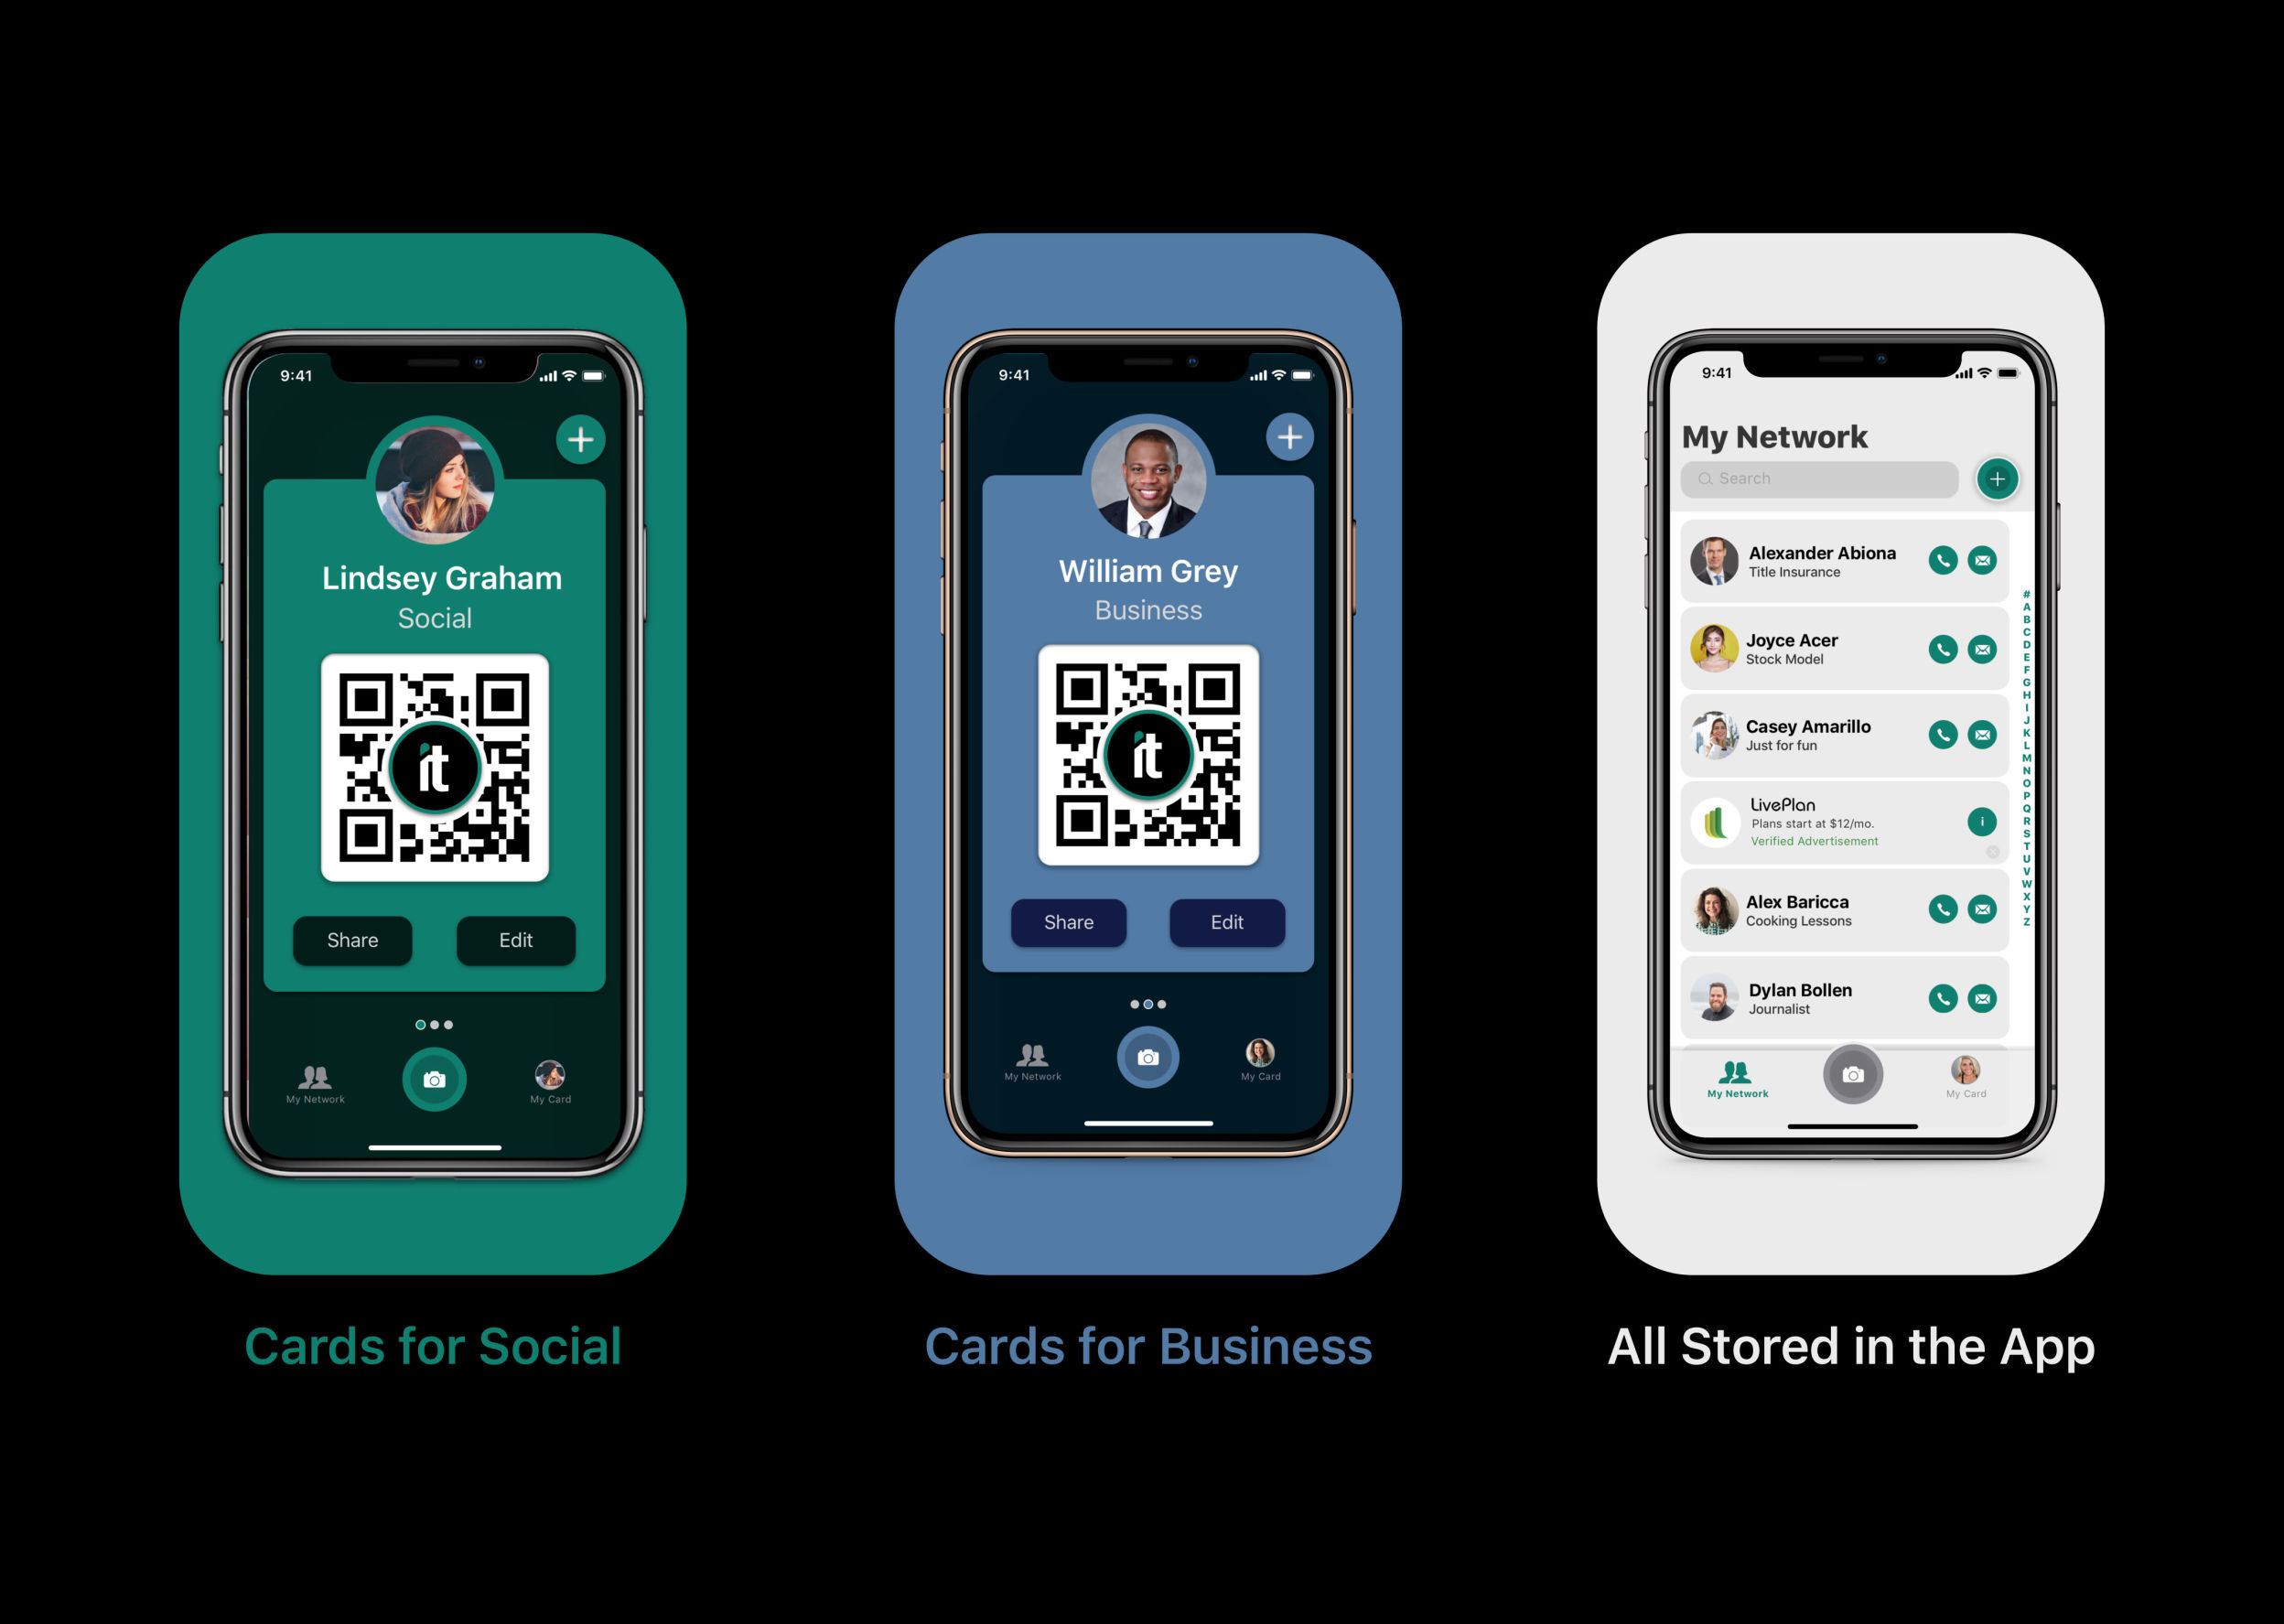 9:41
Lindsey Graham
Social
it
Share
Edit
My Network
My Card
Cards for Social
9:41
William Grey
Business
it
Share
Edit
My Network
My Card
Cards for Business
9:41
My Network
Search
Alexander Abiona
Title Insurance
Joyce Acer
Stock Model
Casey Amarillo
Just for fun
LivePlan
Plans start at $12/mo.
Verified Advertisement
i
Alex Baricca
Cooking Lessons
Dylan Bollen
Journalist
#
A
B
C
D
E
F
G
H
I
J
K
L
M
N
O
P
Q
R
S
T
U
V
W
X
Y
Z
My Network
My Card
All Stored in the App